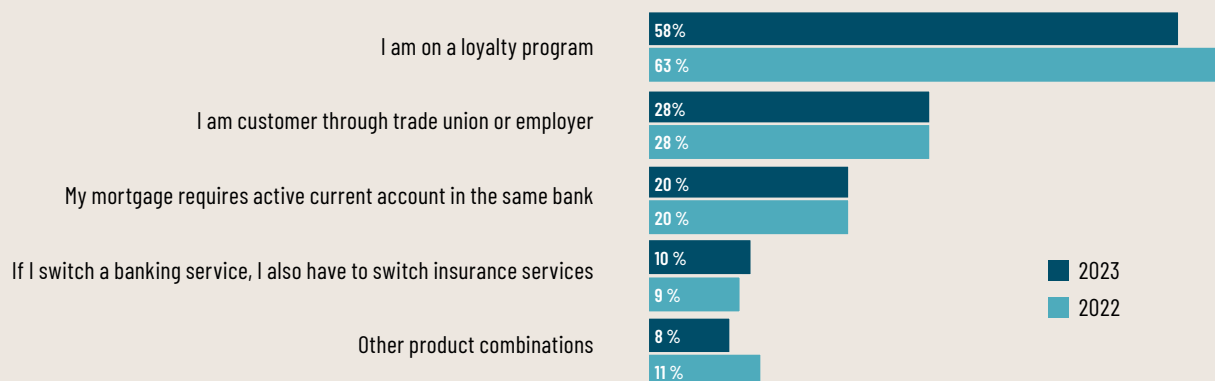 I am on a loyalty program
58%
63 %
I am customer through trade union or employer
28%
28 %
My mortgage requires active current account in the same bank
20 %
20 %
If I switch a banking service, I also have to switch insurance services
10 %
9 %
2023
2022
Other product combinations
8 %
11 %